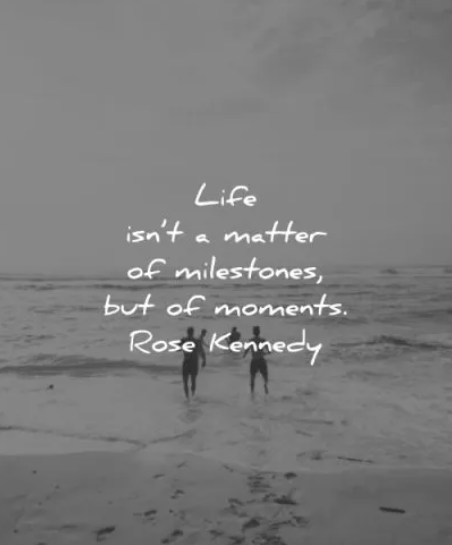 Life
isn't a matter
of milestones,
but of moments.
Rose Kennedy